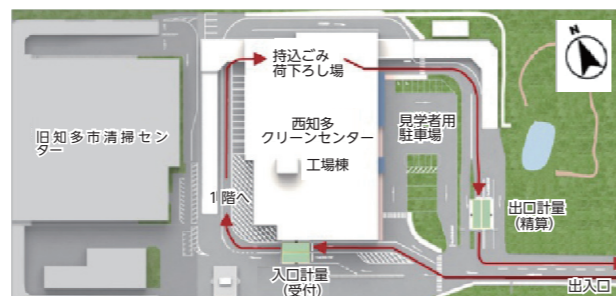 N
持込ごみ
荷下ろし場
西知多
クリーンセンター
工場棟
見学者用
駐車場
旧知多市清掃セン
ター
1階へ
出口計量
(精算)
入口計量
(受付)
出入口